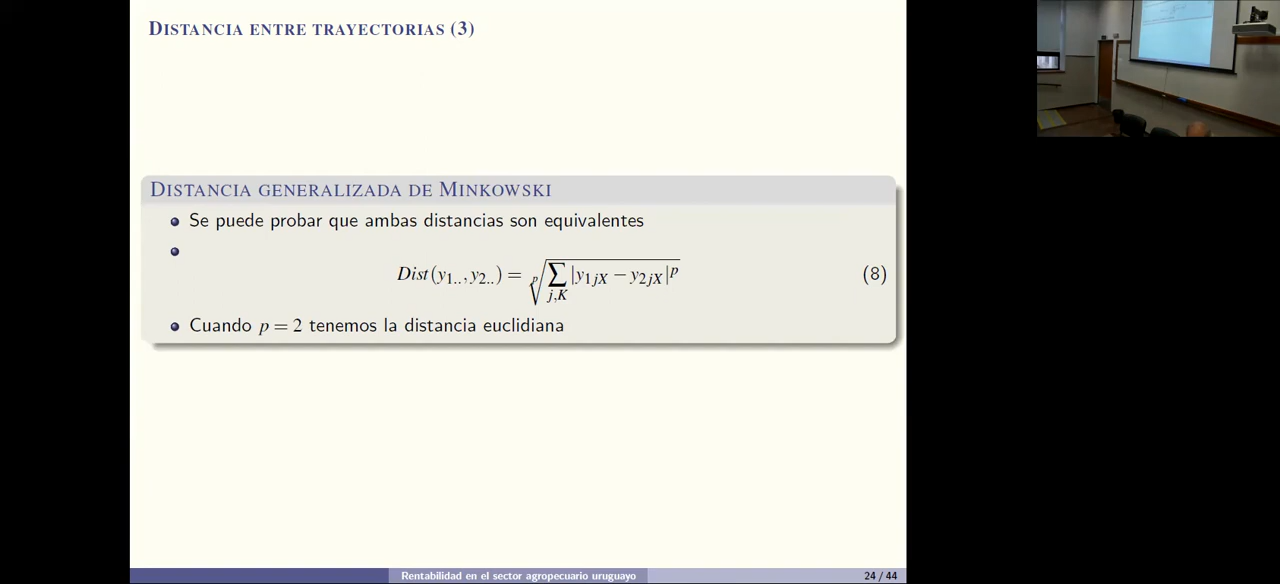 DISTANCIA ENTRE TRAYECTORIAS (3)
DISTANCIA GENERALIZADA DE MINKOWSKI
Se puede probar que ambas distancias son equivalentes
Dist(y₁.., y₂..) = ᵖ√∑_{j,K} |y₁jX − y₂jX|ᵖ (8)
Cuando p = 2 tenemos la distancia euclidiana
Rentabilidad en el sector agropecuario uruguayo 24 / 44